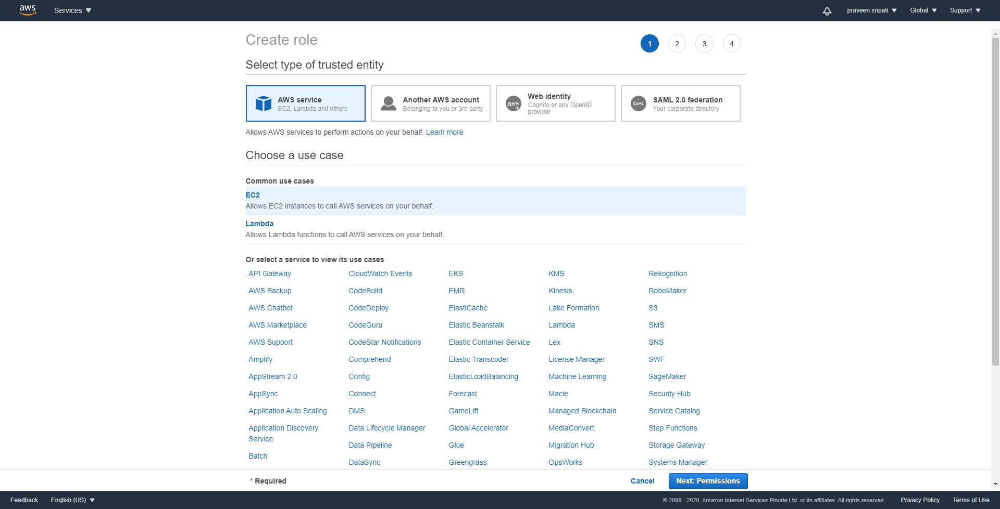 aws Services praveen sripati Global Support
Create role 1 2 3 4
Select type of trusted entity
AWS service
EC2, Lambda and others
Another AWS account
Belonging to you or 3rd party
WWW
Web identity
Cognito or any OpenID
provider
SAML
SAML 2.0 federation
Your corporate directory
Allows AWS services to perform actions on your behalf. Learn more
Choose a use case
Common use cases
EC2
Allows EC2 instances to call AWS services on your behalf.
Lambda
Allows Lambda functions to call AWS services on your behalf.
Or select a service to view its use cases
API Gateway
AWS Backup
AWS Chatbot
AWS Marketplace
AWS Support
Amplify
AppStream 2.0
AppSync
Application Auto Scaling
Application Discovery
Service
Batch
CloudWatch Events
CodeBuild
CodeDeploy
CodeGuru
CodeStar Notifications
Comprehend
Config
Connect
DMS
Data Lifecycle Manager
Data Pipeline
DataSync
EKS
EMR
ElastiCache
Elastic Beanstalk
Elastic Container Service
Elastic Transcoder
ElasticLoadBalancing
Forecast
GameLift
Global Accelerator
Glue
Greengrass
KMS
Kinesis
Lake Formation
Lambda
Lex
License Manager
Machine Learning
Macie
Managed Blockchain
MediaConvert
Migration Hub
OpsWorks
Rekognition
RoboMaker
S3
SMS
SNS
SWF
SageMaker
Security Hub
Service Catalog
Step Functions
Storage Gateway
Systems Manager
* Required Cancel Next: Permissions
Feedback English (US) © 2008 - 2020, Amazon Internet Services Private Ltd. or its affiliates. All rights reserved. Privacy Policy Terms of Use